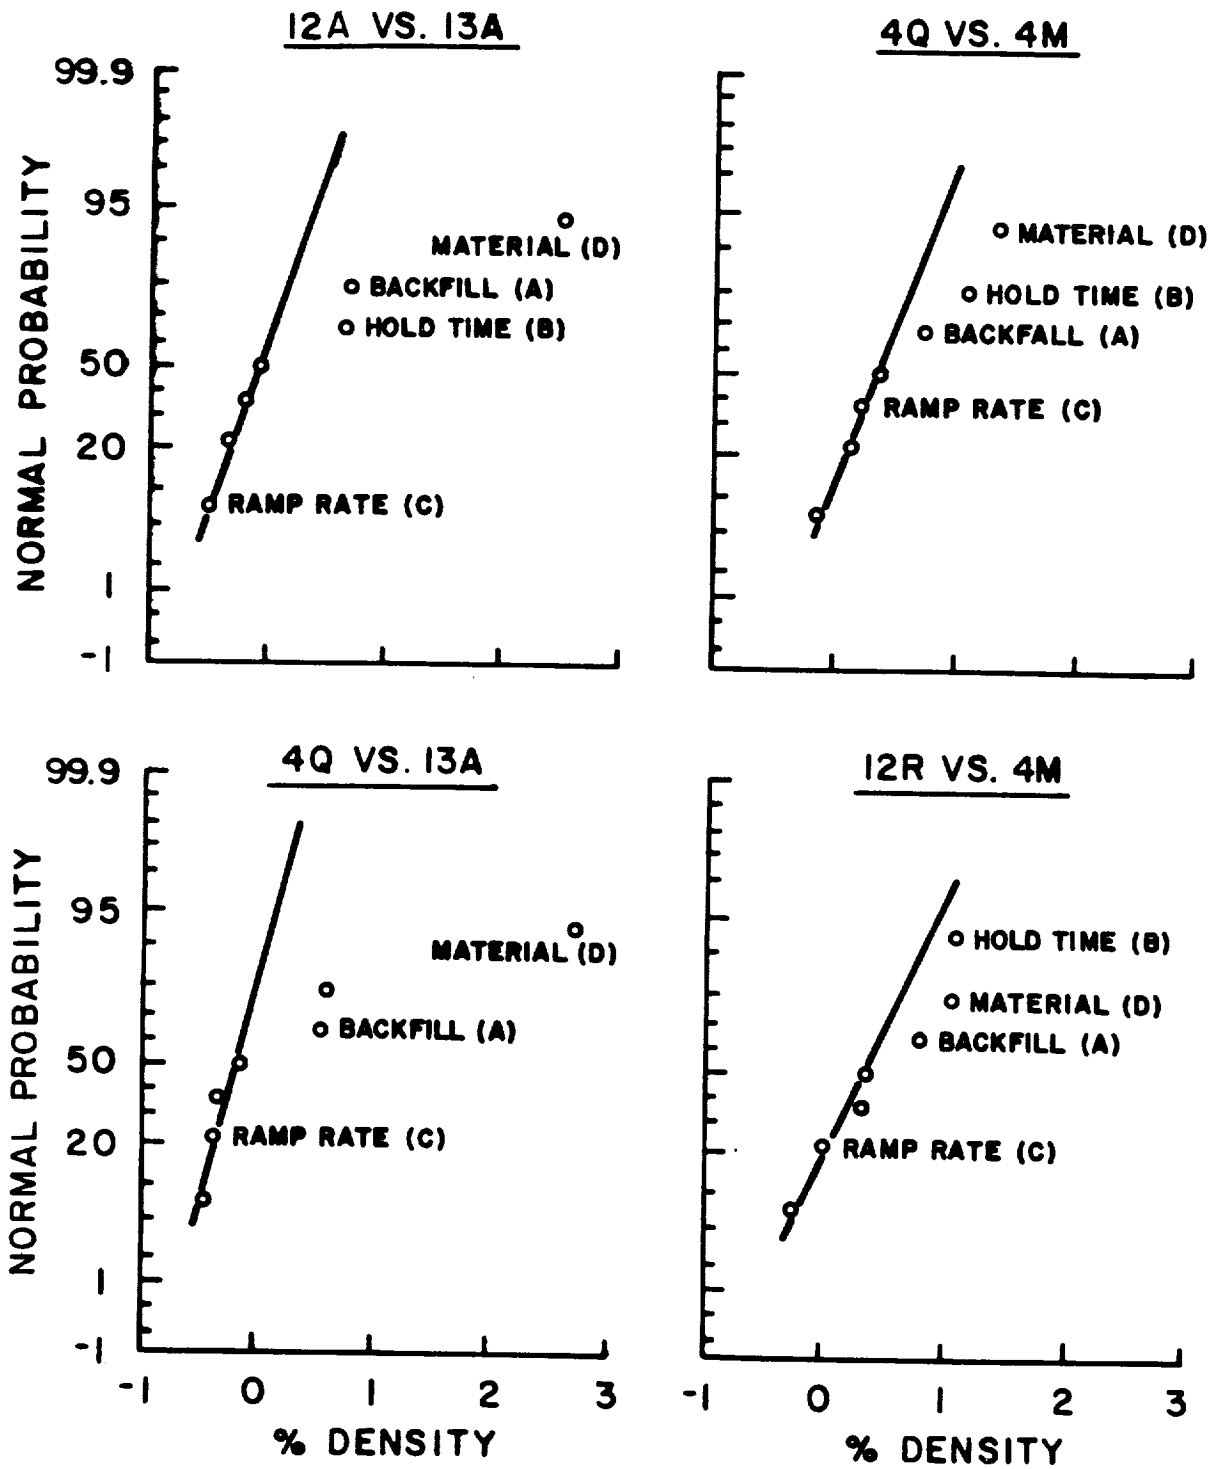 12A VS. 13A
99.9
95
MATERIAL (D)
BACKFILL (A)
HOLD TIME (B)
50
20
RAMP RATE (C)
1
-1
NORMAL PROBABILITY
4Q VS. 4M
MATERIAL (D)
HOLD TIME (B)
BACKFALL (A)
RAMP RATE (C)
4Q VS. 13A
99.9
95
MATERIAL (D)
BACKFILL (A)
50
20
RAMP RATE (C)
1
-1
NORMAL PROBABILITY
-1 0 1 2 3
% DENSITY
12R VS. 4M
HOLD TIME (B)
MATERIAL (D)
BACKFILL (A)
RAMP RATE (C)
-1 0 1 2 3
% DENSITY